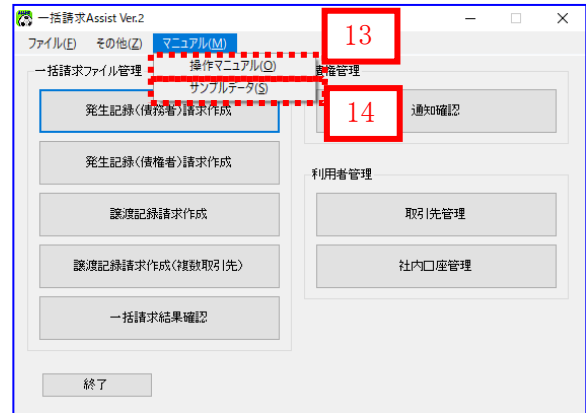 一括請求Assist Ver.2
ファイル(F) その他(Z) マニュアル(M)
13
操作マニュアル(O)
サンプルデータ(S)
14
一括請求ファイル管理
債権管理
発生記録(債務者)請求作成
通知確認
発生記録(債権者)請求作成
利用者管理
譲渡記録請求作成
取引先管理
譲渡記録請求作成(複数取引先)
社内口座管理
一括請求結果確認
終了